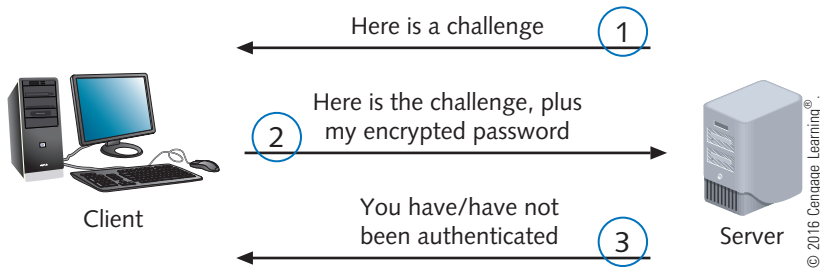 Here is a challenge
1
Here is the challenge, plus
my encrypted password
2
You have/have not
been authenticated
3
Client
Server
© 2016 Cengage Learning®.